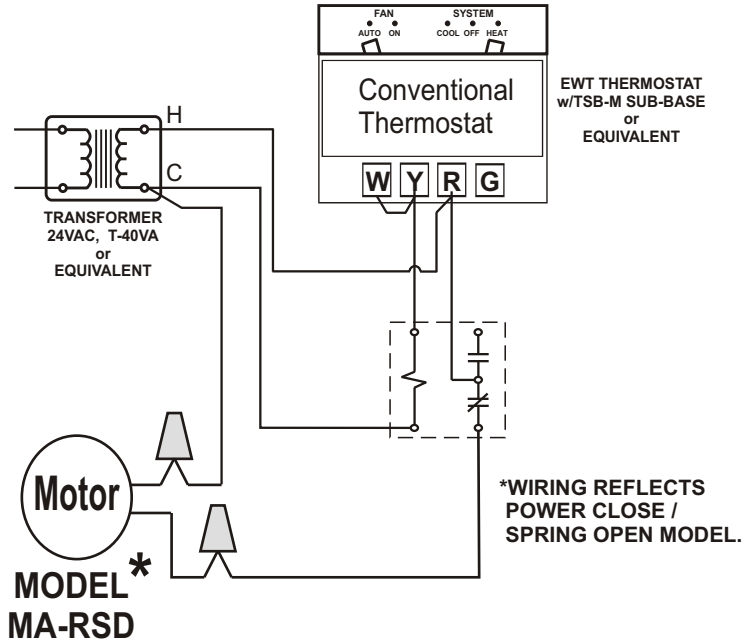 FAN SYSTEM
AUTO ON COOL OFF HEAT
Conventional
Thermostat
W Y R G
EWT THERMOSTAT
w/TSB-M SUB-BASE
or
EQUIVALENT
H
C
TRANSFORMER
24VAC, T-40VA
or
EQUIVALENT
Motor
MODEL*
MA-RSD
*WIRING REFLECTS
POWER CLOSE /
SPRING OPEN MODEL.